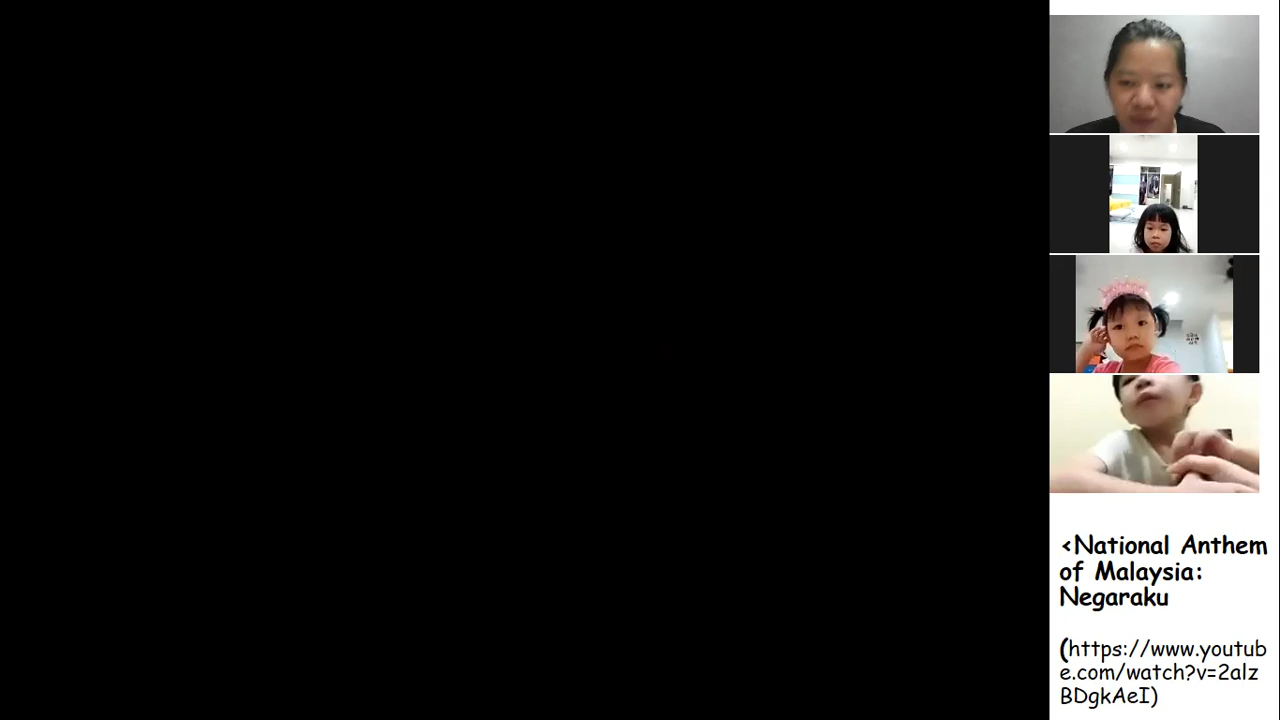 <National Anthem
of Malaysia:
Negaraku
(https://www.youtub
e.com/watch?v=2alz
BDgkAeI)